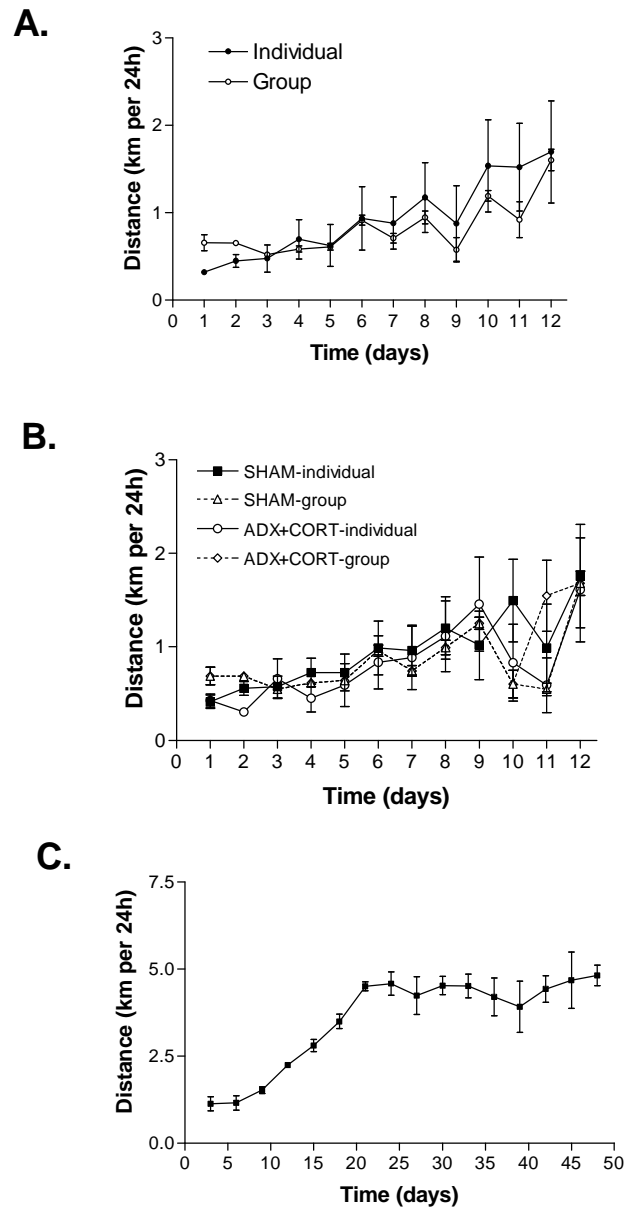 A.
Individual
Group
Distance (km per 24h)
3
2
1
0
0 1 2 3 4 5 6 7 8 9 10 11 12
Time (days)
B.
SHAM-individual
SHAM-group
ADX+CORT-individual
ADX+CORT-group
Distance (km per 24h)
3
2
1
0
0 1 2 3 4 5 6 7 8 9 10 11 12
Time (days)
C.
Distance (km per 24h)
7.5
5.0
2.5
0.0
0 5 10 15 20 25 30 35 40 45 50
Time (days)